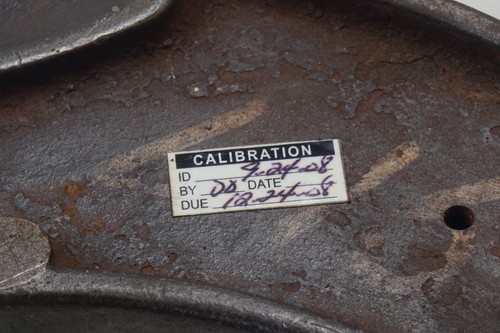 CALIBRATION
ID 9-24-08
BY DD DATE
DUE 12-24-08